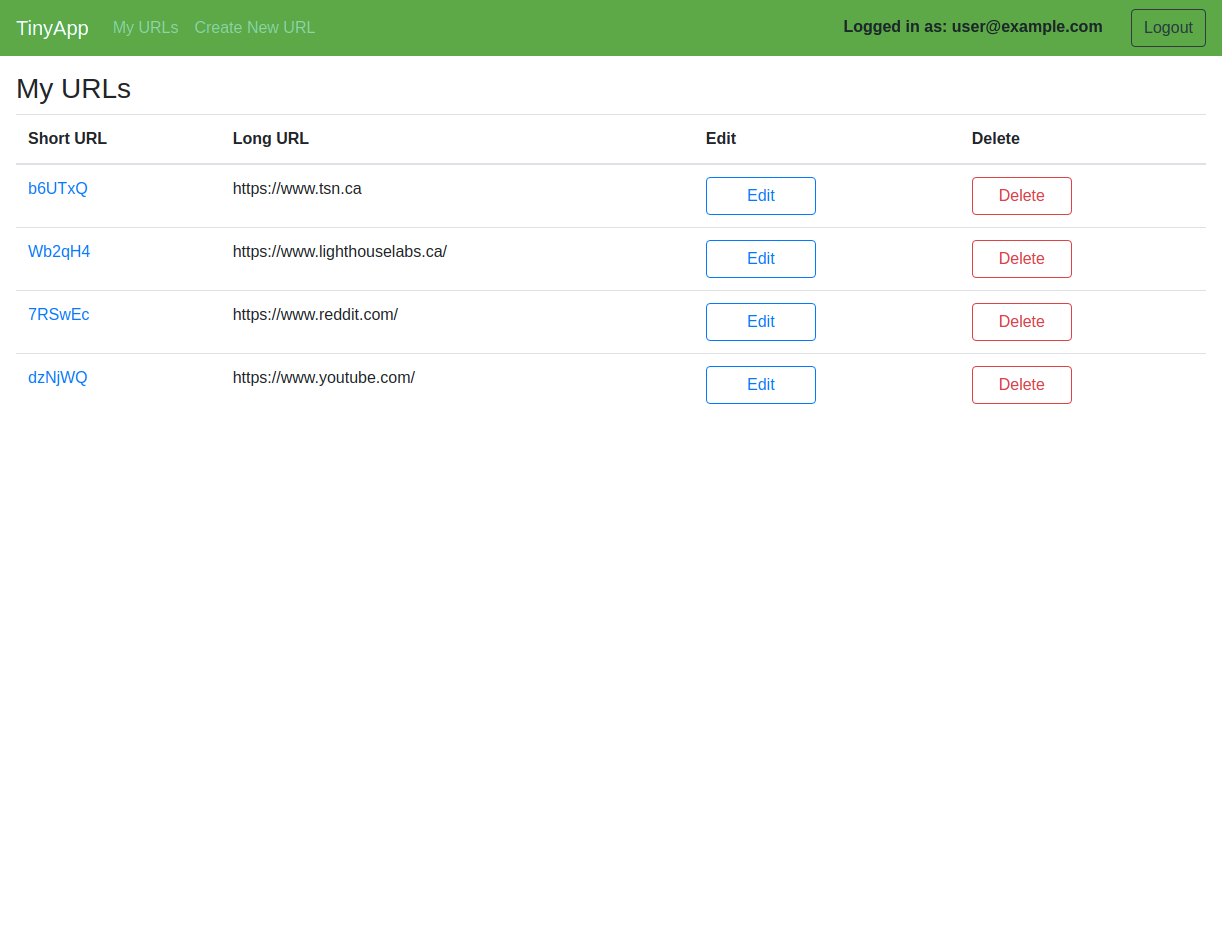 TinyApp My URLs Create New URL Logged in as: user@example.com Logout
My URLs
Short URL Long URL Edit Delete
b6UTxQ https://www.tsn.ca Edit Delete
Wb2qH4 https://www.lighthouselabs.ca/ Edit Delete
7RSwEc https://www.reddit.com/ Edit Delete
dzNjWQ https://www.youtube.com/ Edit Delete